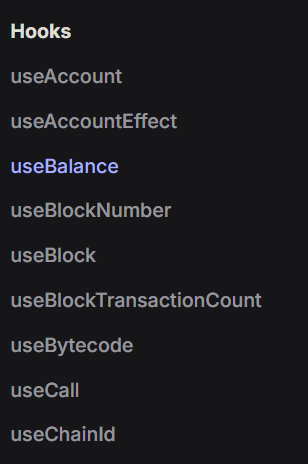 Hooks
useAccount
useAccountEffect
useBalance
useBlockNumber
useBlock
useBlockTransactionCount
useBytecode
useCall
useChainId